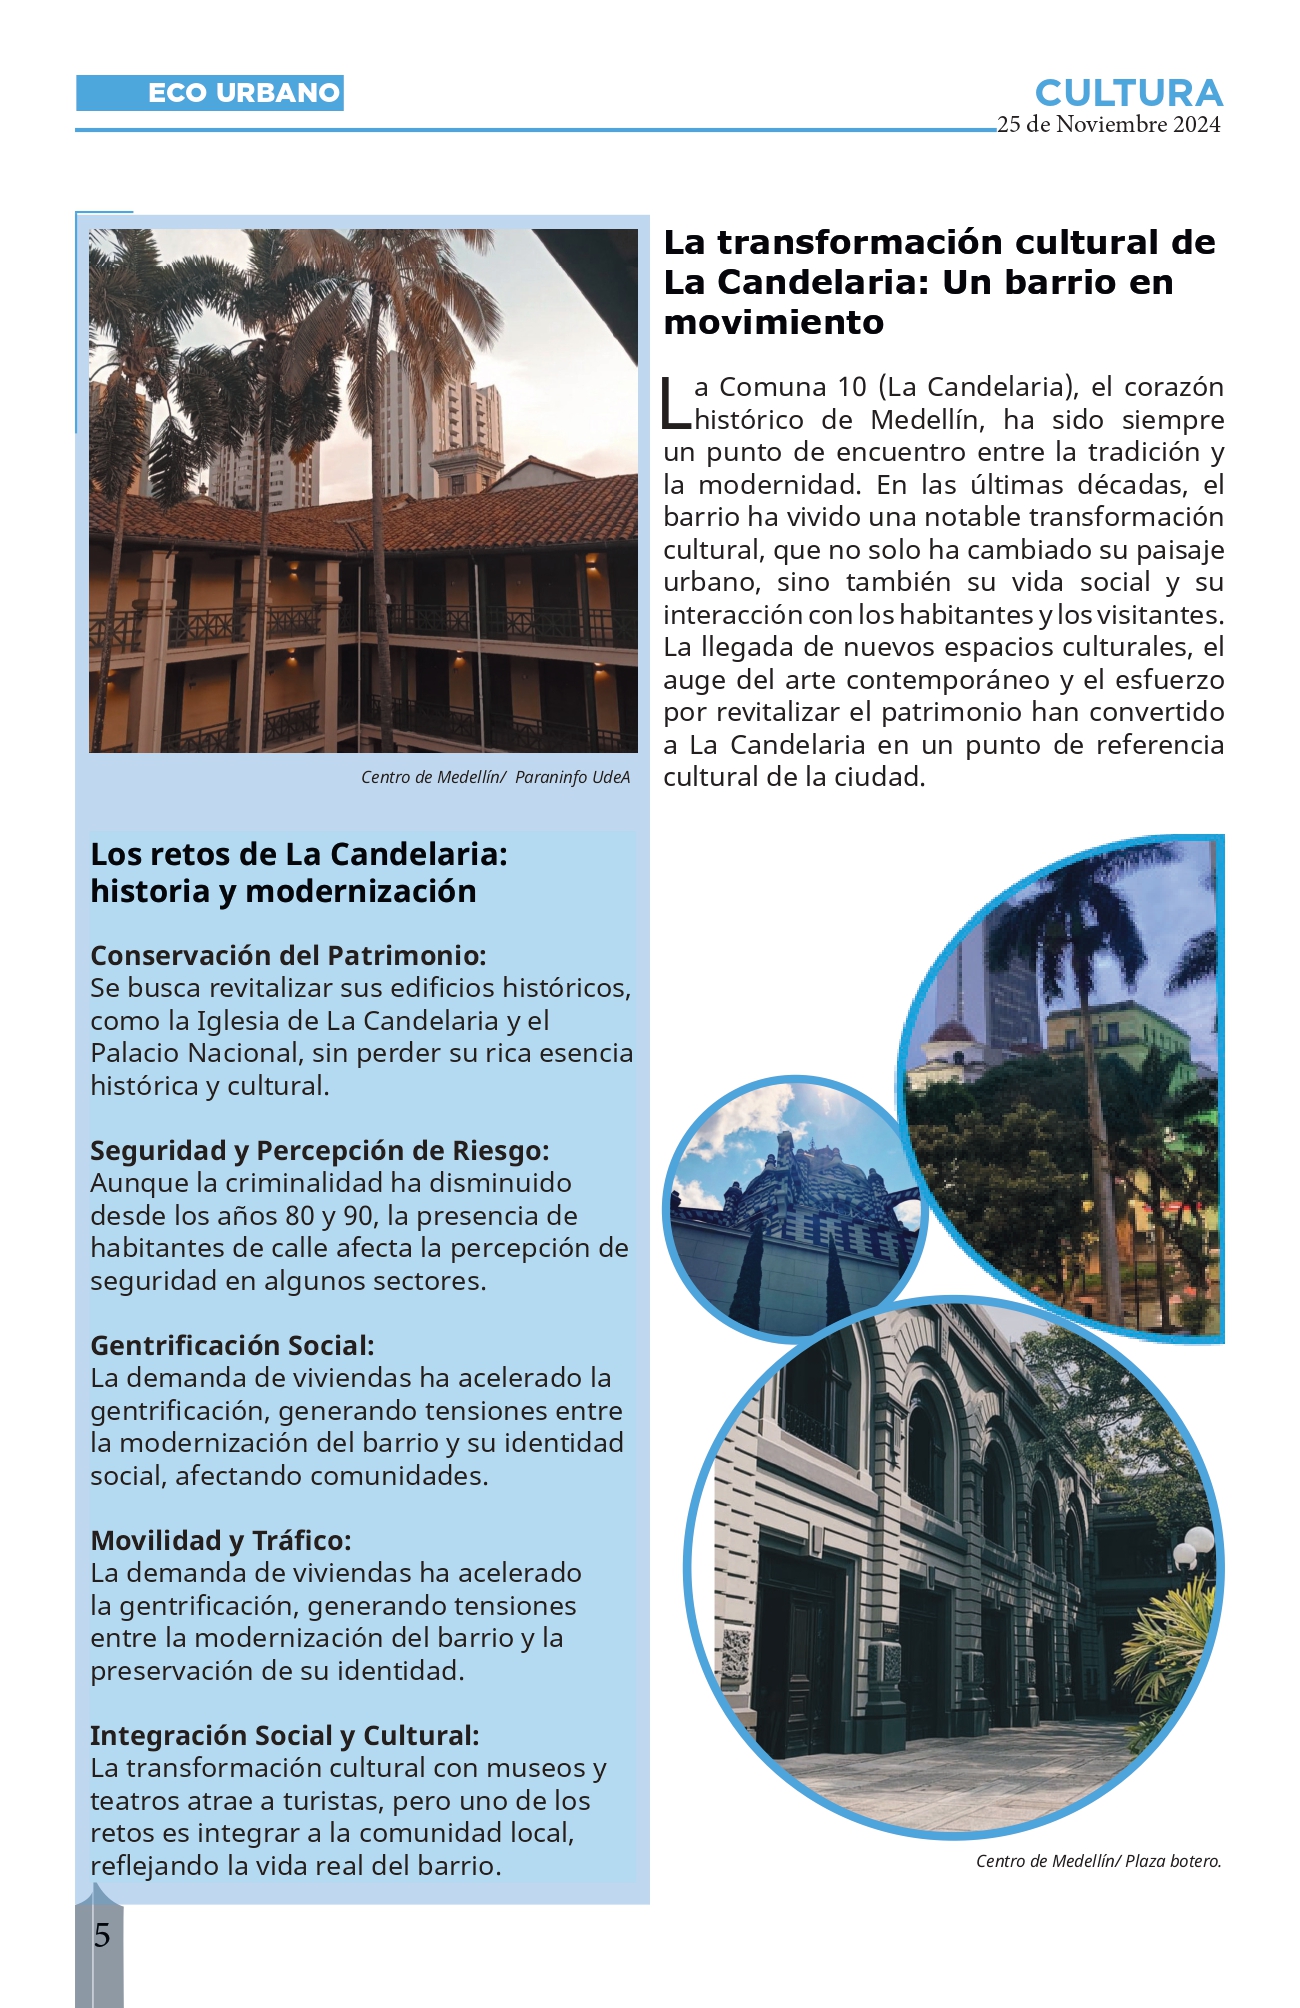 ECO URBANO
CULTURA
25 de Noviembre 2024
Centro de Medellín/ Paraninfo UdeA
Los retos de La Candelaria:
historia y modernización
Conservación del Patrimonio:
Se busca revitalizar sus edificios históricos,
como la Iglesia de La Candelaria y el
Palacio Nacional, sin perder su rica esencia
histórica y cultural.
Seguridad y Percepción de Riesgo:
Aunque la criminalidad ha disminuido
desde los años 80 y 90, la presencia de
habitantes de calle afecta la percepción de
seguridad en algunos sectores.
Gentrificación Social:
La demanda de viviendas ha acelerado la
gentrificación, generando tensiones entre
la modernización del barrio y su identidad
social, afectando comunidades.
Movilidad y Tráfico:
La demanda de viviendas ha acelerado
la gentrificación, generando tensiones
entre la modernización del barrio y la
preservación de su identidad.
Integración Social y Cultural:
La transformación cultural con museos y
teatros atrae a turistas, pero uno de los
retos es integrar a la comunidad local,
reflejando la vida real del barrio.
La transformación cultural de
La Candelaria: Un barrio en
movimiento
La Comuna 10 (La Candelaria), el corazón
histórico de Medellín, ha sido siempre
un punto de encuentro entre la tradición y
la modernidad. En las últimas décadas, el
barrio ha vivido una notable transformación
cultural, que no solo ha cambiado su paisaje
urbano, sino también su vida social y su
interacción con los habitantes y los visitantes.
La llegada de nuevos espacios culturales, el
auge del arte contemporáneo y el esfuerzo
por revitalizar el patrimonio han convertido
a La Candelaria en un punto de referencia
cultural de la ciudad.
Centro de Medellín/ Plaza botero.
5